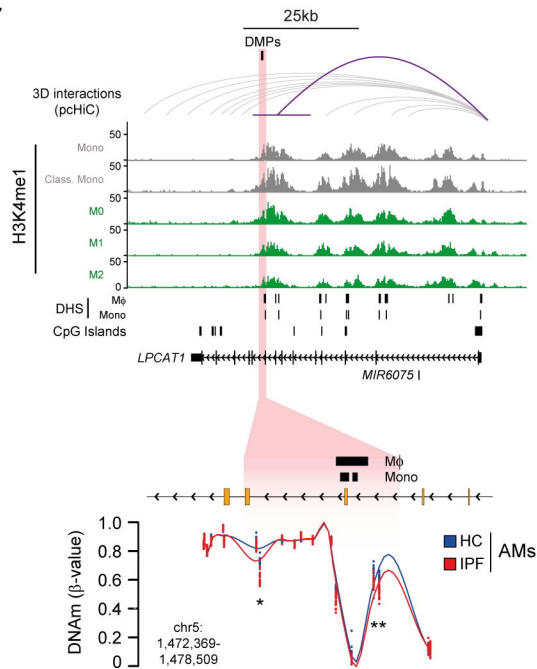 25kb
DMPs
3D interactions
(pcHiC)
H3K4me1
50
Mono
50
Class. Mono
50
M0
50
M1
50
M2
0
DHS
Mϕ
Mono
CpG Islands
LPCAT1
MIR6075
Mϕ
Mono
DNAm (β-value)
1.0
0.8
0.6
0.4
0.2
0
*
**
chr5:
1,472,369-
1,478,509
HC
IPF
AMs